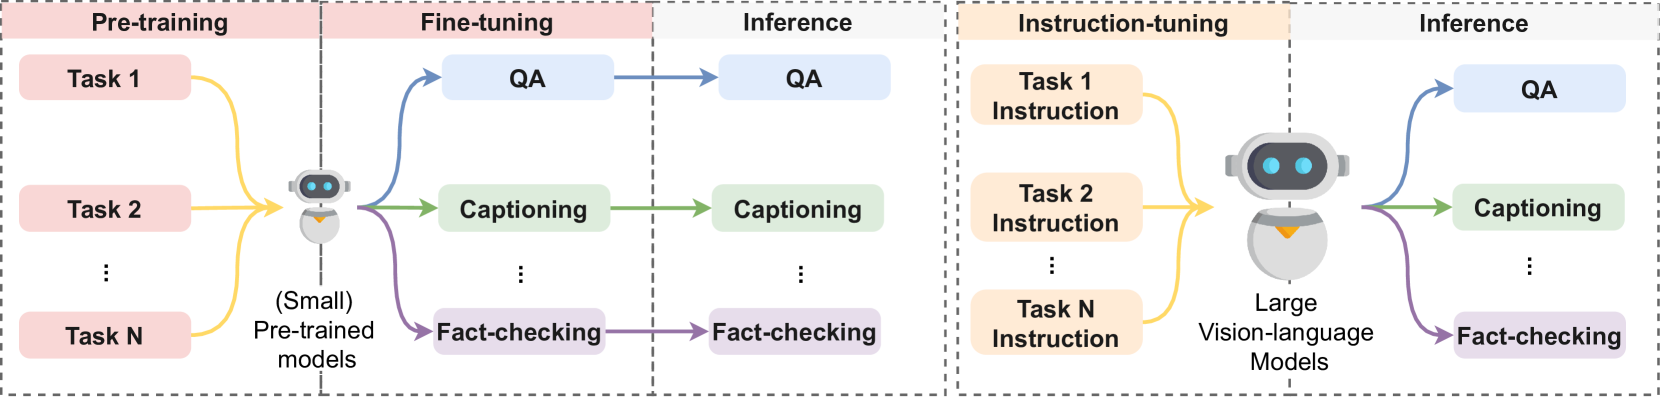 Pre-training
Fine-tuning
Inference
Task 1
Task 2
...
Task N
(Small)
Pre-trained
models
QA
Captioning
...
Fact-checking
QA
Captioning
...
Fact-checking
Instruction-tuning
Inference
Task 1
Instruction
Task 2
Instruction
...
Task N
Instruction
Large
Vision-language
Models
QA
Captioning
...
Fact-checking